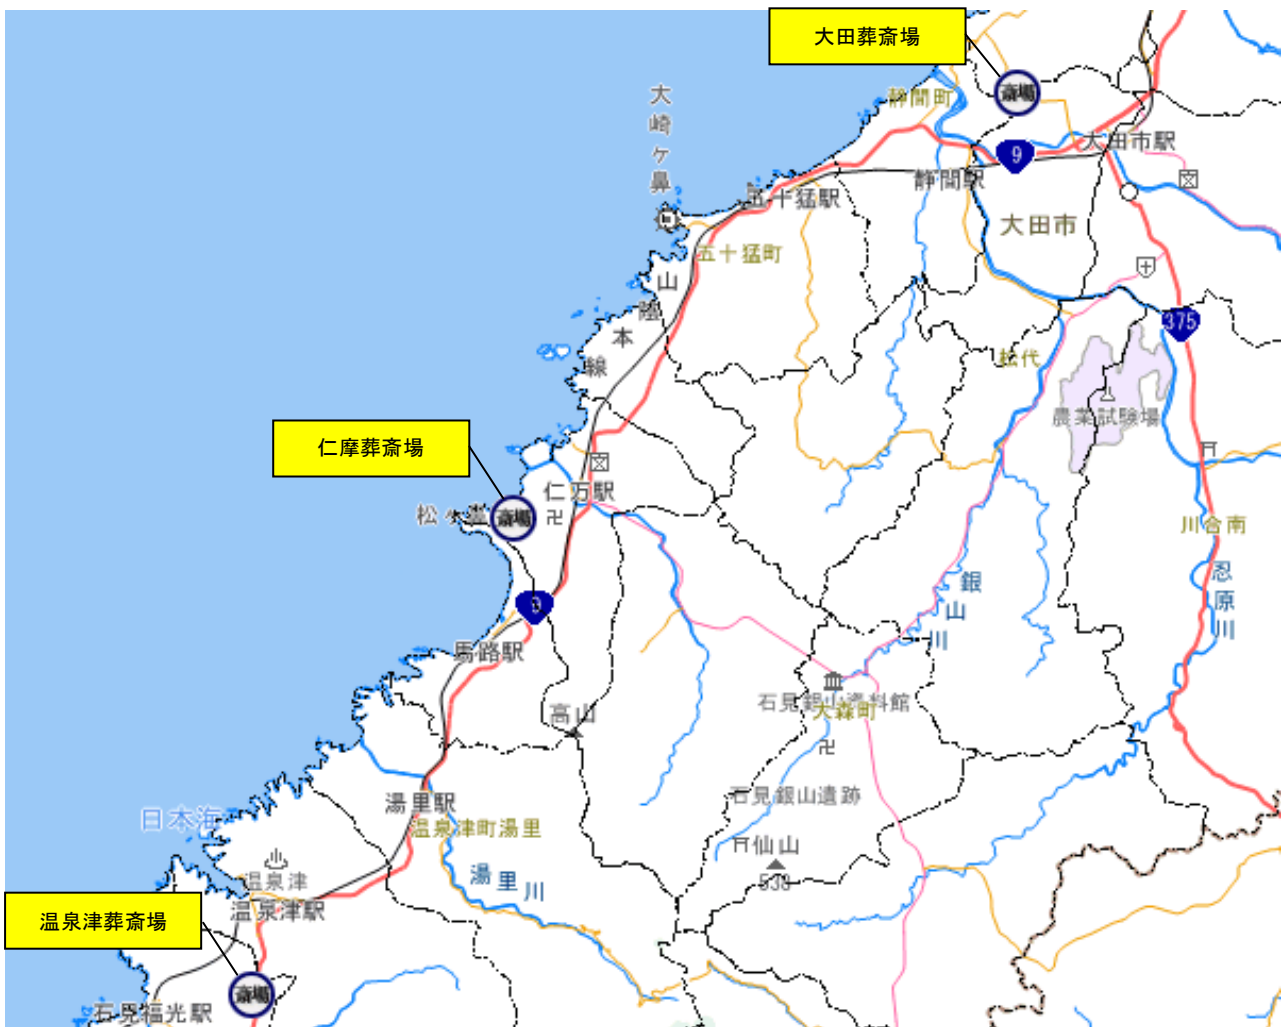 大田葬斎場
斎場
静間町
大崎ヶ鼻
9
大田市駅
静間駅
五十猛駅
大田市
五十猛町
山陰本線
375
松代
農業試験場
仁摩葬斎場
仁万駅
斎場
川合南
忍原川
銀山川
9
馬路駅
石見銀山資料館
大森町
高山
湯里駅
石見銀山遺跡
日本海
温泉津町湯里
仙山
538
温泉津
湯里川
温泉津駅
温泉津葬斎場
斎場
石見福光駅